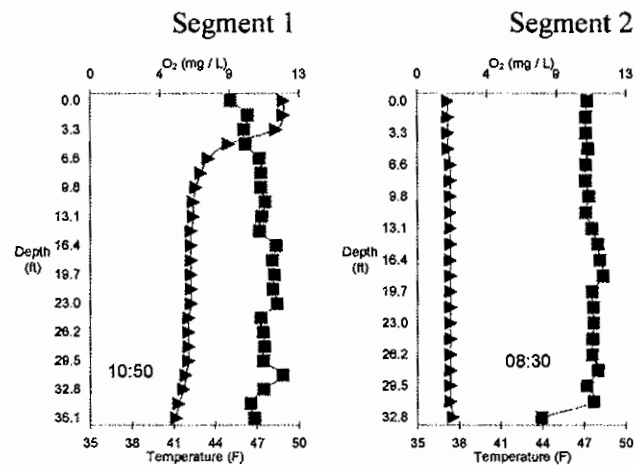 Segment 1
Segment 2
O₂ (mg / L)
O₂ (mg / L)
0 4 9 13
0 4 9 13
0.0
3.3
6.6
9.8
13.1
16.4
19.7
23.0
26.2
29.5
32.8
36.1
Depth
(ft)
10:50
35 41 44 47 50
Temperature (F)
0.0
3.3
6.6
9.8
13.1
16.4
19.7
23.0
26.2
29.5
32.8
Depth
(ft)
08:30
35 38 41 44 47 50
Temperature (F)